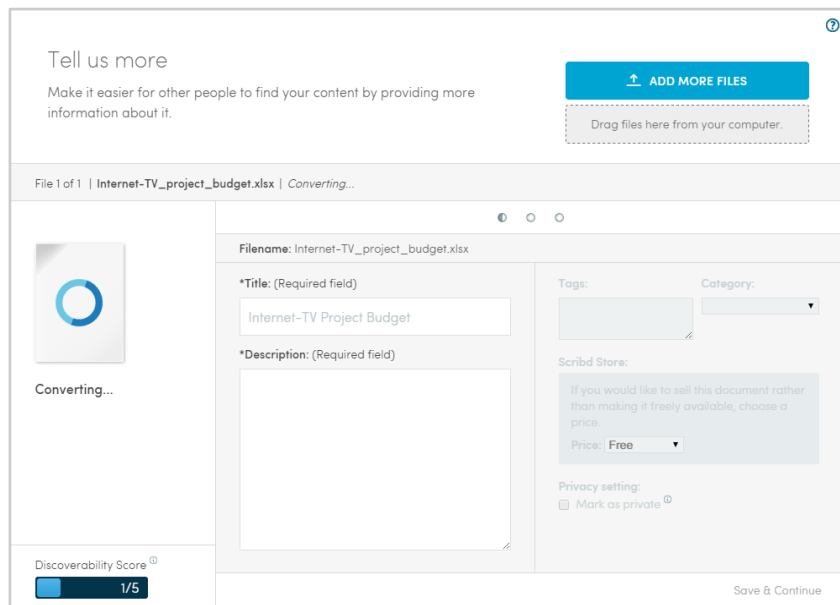 Tell us more
Make it easier for other people to find your content by providing more
information about it.
ADD MORE FILES
Drag files here from your computer.
File 1 of 1 | Internet-TV_project_budget.xlsx | Converting...
Filename: Internet-TV_project_budget.xlsx
Converting...
*Title: (Required field)
Internet-TV Project Budget
*Description: (Required field)
Tags:
Category:
Scribd Store:
If you would like to sell this document rather
than making it freely available, choose a
price.
Price: Free
Privacy setting:
Mark as private
Discoverability Score
1/5
Save & Continue